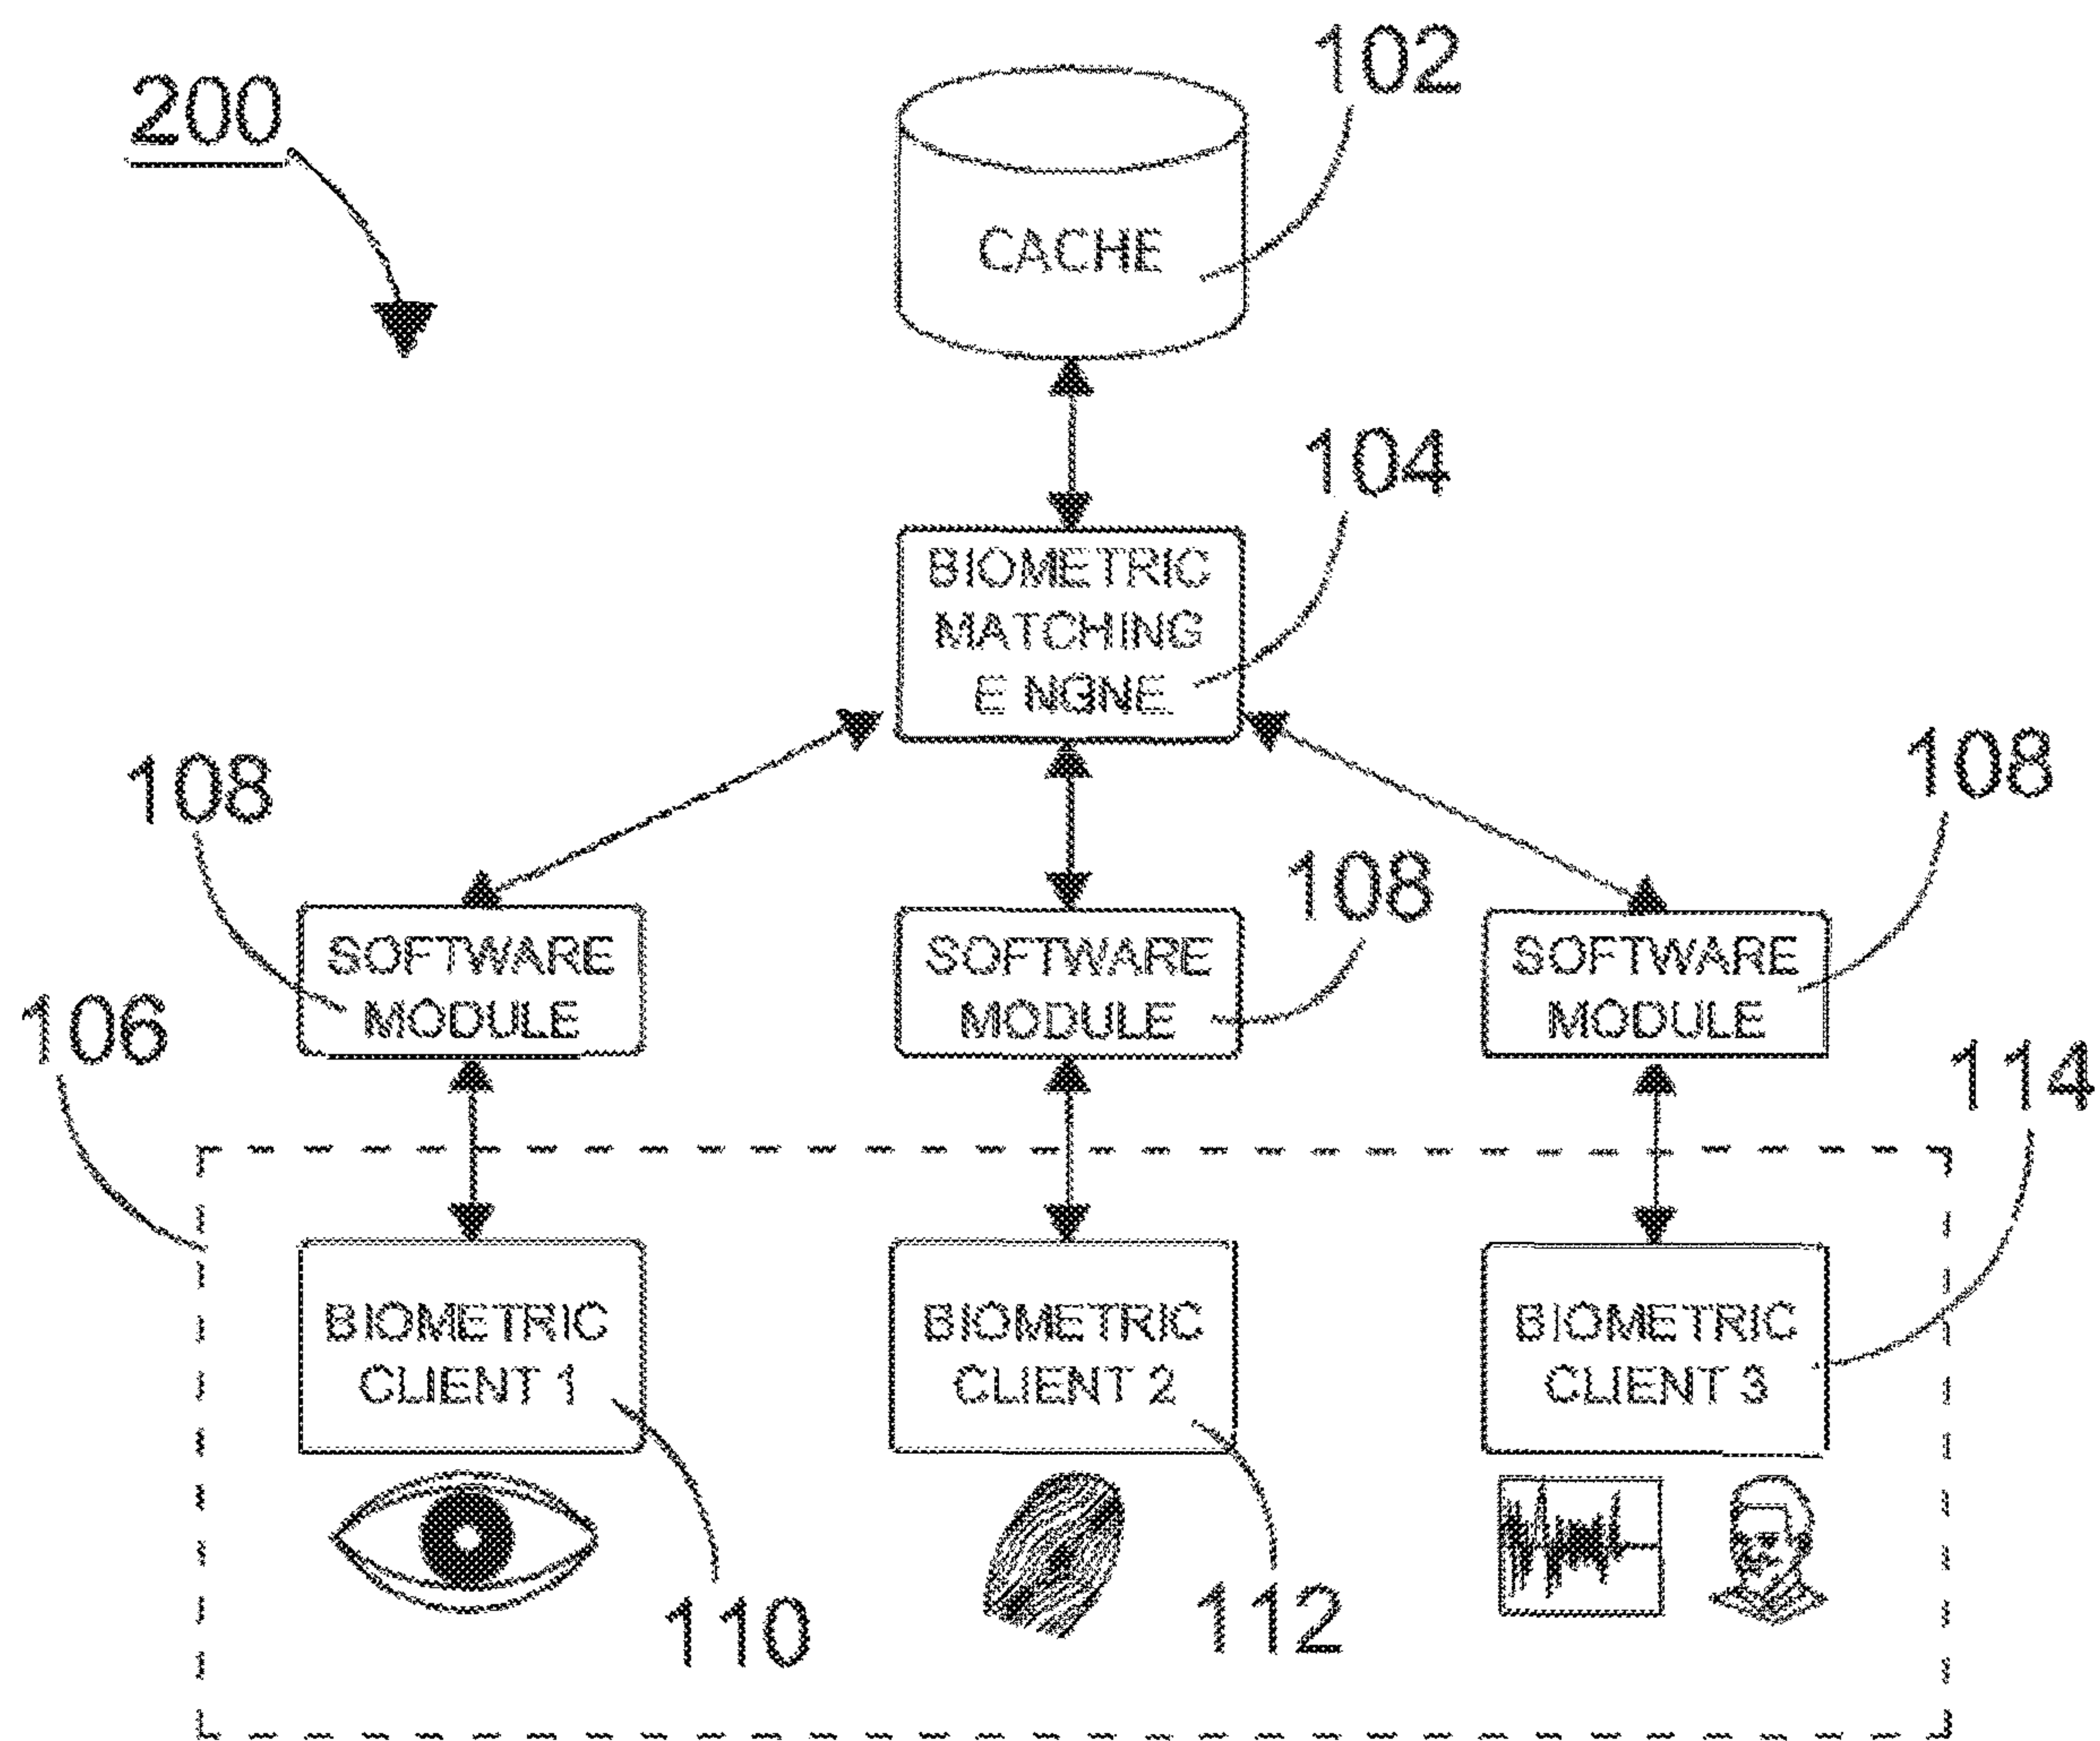 200
102
CACHE
104
BIOMETRIC
MATCHING
E NGNE
108
108
108
SOFTWARE
MODULE
SOFTWARE
MODULE
SOFTWARE
MODULE
106
114
BIOMETRIC
CLIENT 1
BIOMETRIC
CLIENT 2
BIOMETRIC
CLIENT 3
110
112